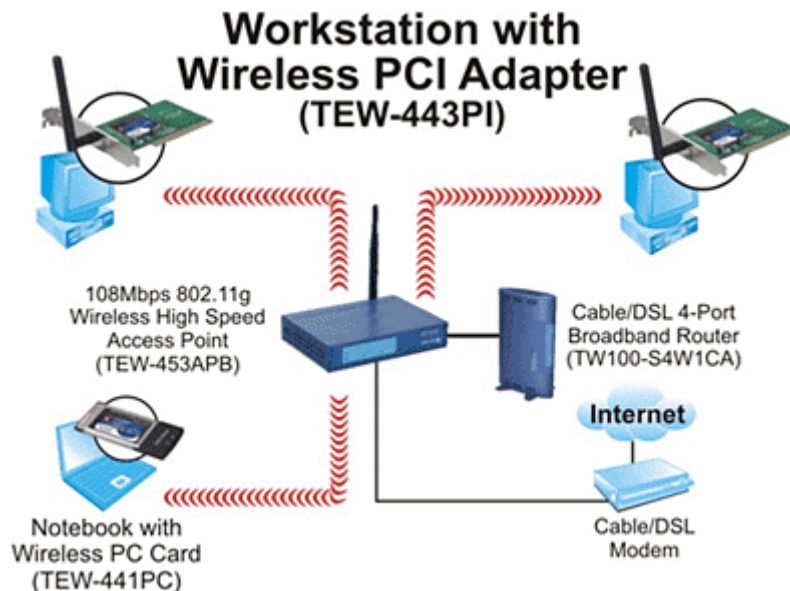 Workstation with
Wireless PCI Adapter
(TEW-443PI)
108Mbps 802.11g
Wireless High Speed
Access Point
(TEW-453APB)
Cable/DSL 4-Port
Broadband Router
(TW100-S4W1CA)
Internet
Notebook with
Wireless PC Card
(TEW-441PC)
Cable/DSL
Modem